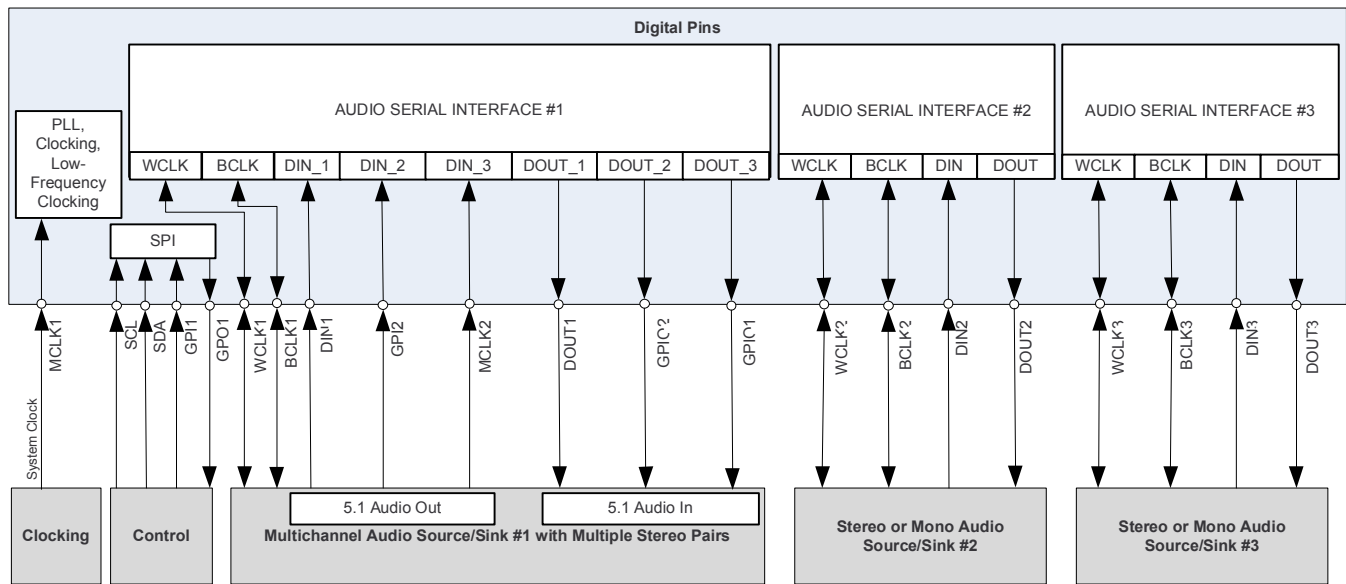 Digital Pins
AUDIO SERIAL INTERFACE #1
AUDIO SERIAL INTERFACE #2
AUDIO SERIAL INTERFACE #3
PLL,
Clocking,
Low-
Frequency
Clocking
WCLK
BCLK
DIN_1
DIN_2
DIN_3
DOUT_1
DOUT_2
DOUT_3
WCLK
BCLK
DIN
DOUT
WCLK
BCLK
DIN
DOUT
SPI
MCLK1
SCL
SDA
GPI1
GPO1
WCLK1
BCLK1
DIN1
GPI2
MCLK2
DOUT1
GPIO2
GPIO1
WCLK2
BCLK2
DIN2
DOUT2
WCLK3
BCLK3
DIN3
DOUT3
System Clock
Clocking
Control
5.1 Audio Out
5.1 Audio In
Multichannel Audio Source/Sink #1 with Multiple Stereo Pairs
Stereo or Mono Audio
Source/Sink #2
Stereo or Mono Audio
Source/Sink #3